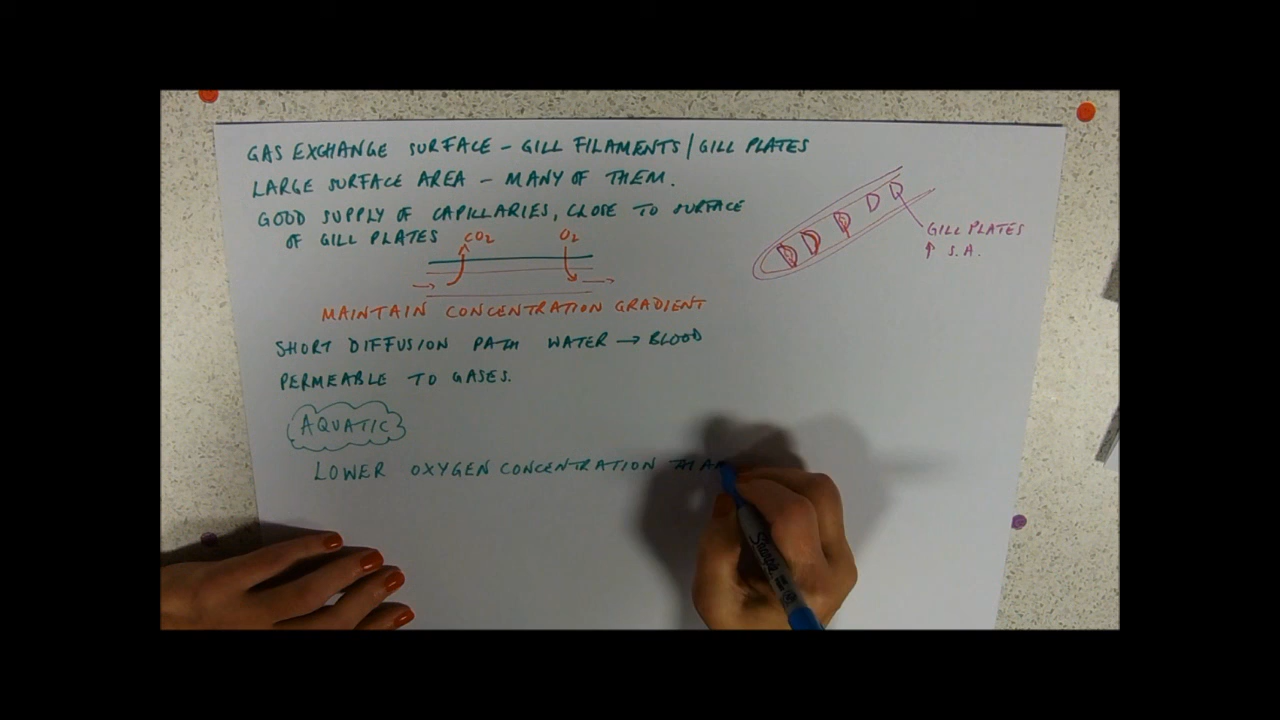 GAS EXCHANGE SURFACE - GILL FILAMENTS/GILL PLATES
LARGE SURFACE AREA - MANY OF THEM.
GOOD SUPPLY OF CAPILLARIES, CLOSE TO SURFACE
OF GILL PLATES
CO2
O2
GILL PLATES
↑ S.A.
MAINTAIN CONCENTRATION GRADIENT
SHORT DIFFUSION PATH WATER → BLOOD
PERMEABLE TO GASES.
AQUATIC
LOWER OXYGEN CONCENTRATION
Sharpie